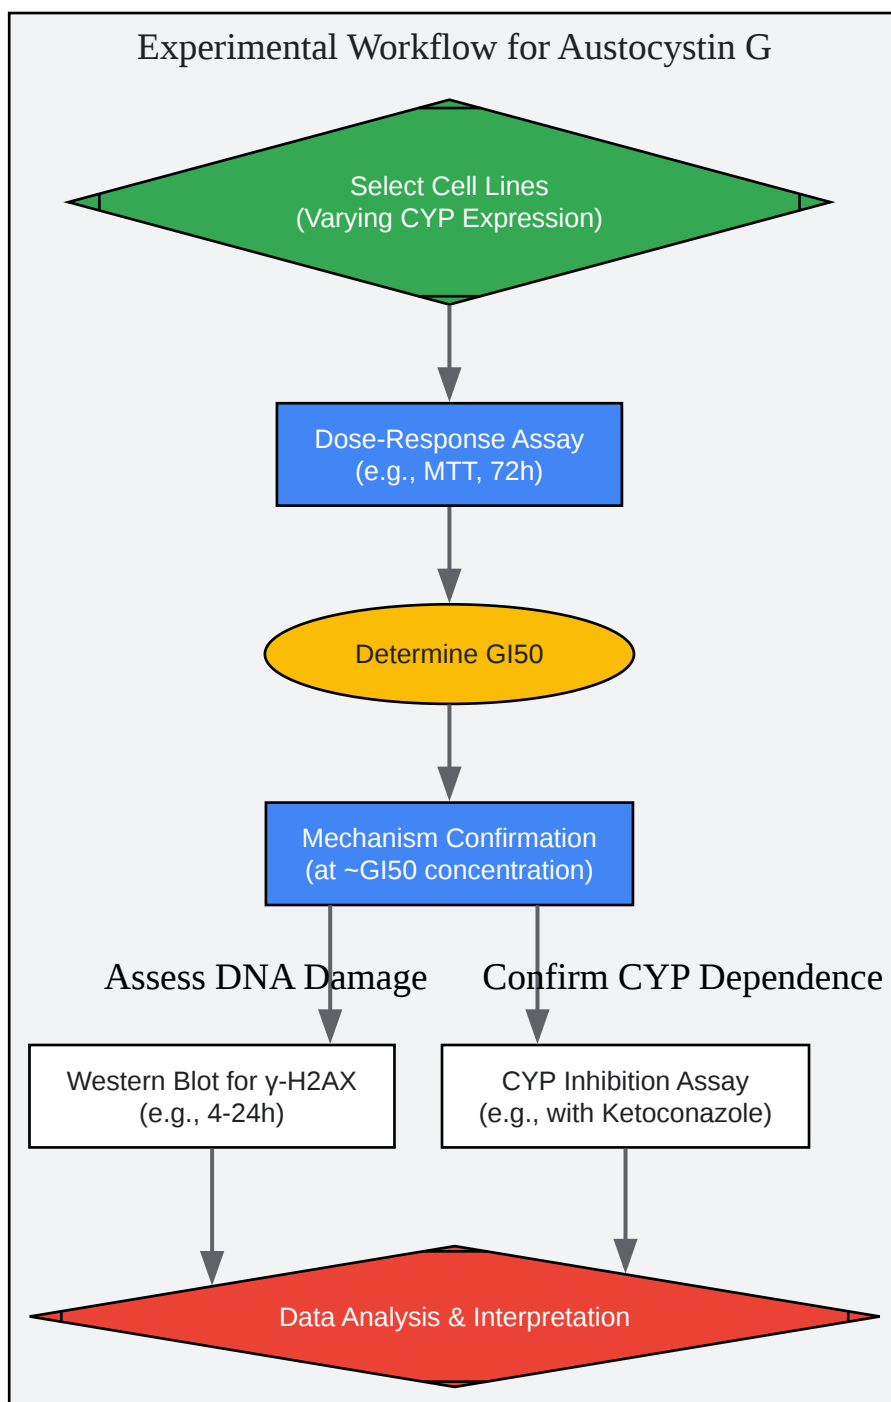 Experimental Workflow for Austocystin G
Select Cell Lines
(Varying CYP Expression)
Dose-Response Assay
(e.g., MTT, 72h)
Determine GI50
Mechanism Confirmation
(at ~GI50 concentration)
Assess DNA Damage
Confirm CYP Dependence
Western Blot for γ-H2AX
(e.g., 4-24h)
CYP Inhibition Assay
(e.g., with Ketoconazole)
Data Analysis & Interpretation